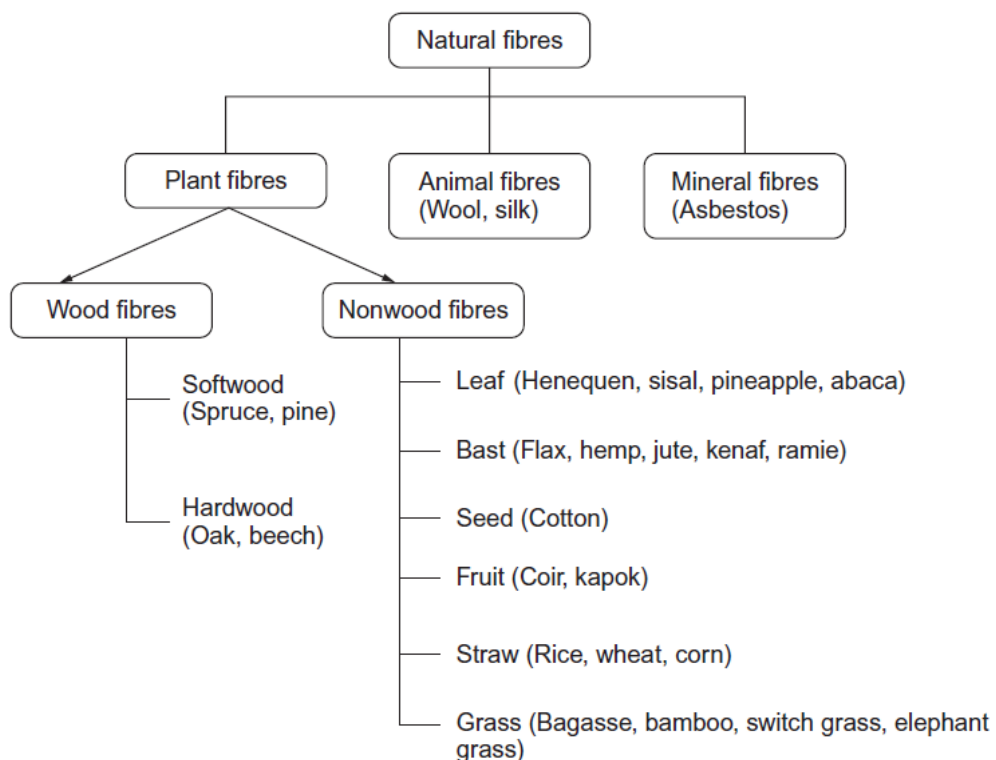 Natural fibres
Plant fibres
Animal fibres
(Wool, silk)
Mineral fibres
(Asbestos)
Wood fibres
Nonwood fibres
Softwood
(Spruce, pine)
Hardwood
(Oak, beech)
Leaf (Henequen, sisal, pineapple, abaca)
Bast (Flax, hemp, jute, kenaf, ramie)
Seed (Cotton)
Fruit (Coir, kapok)
Straw (Rice, wheat, corn)
Grass (Bagasse, bamboo, switch grass, elephant
grass)